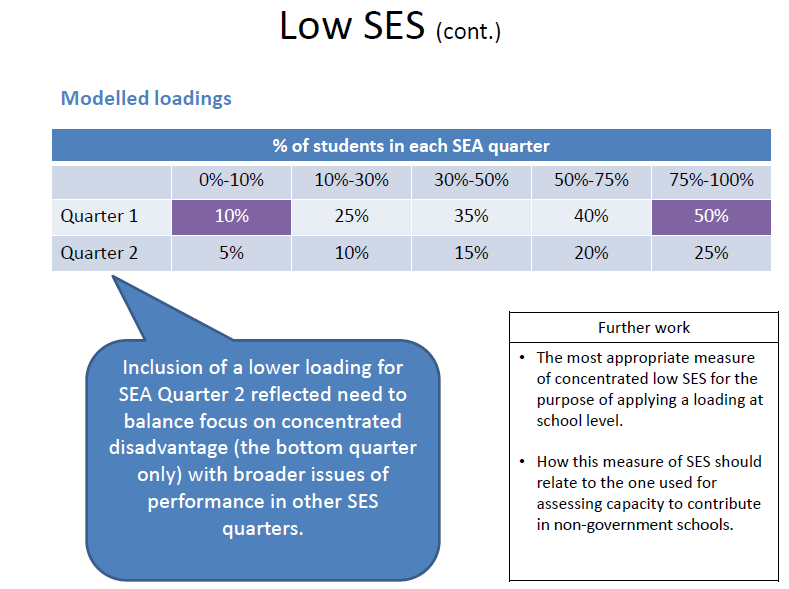 Low SES (cont.)
Modelled loadings
% of students in each SEA quarter
0%-10% 10%-30% 30%-50% 50%-75% 75%-100%
Quarter 1 10% 25% 35% 40% 50%
Quarter 2 5% 10% 15% 20% 25%
Inclusion of a lower loading for
SEA Quarter 2 reflected need to
balance focus on concentrated
disadvantage (the bottom quarter
only) with broader issues of
performance in other SES
quarters.
Further work
• The most appropriate measure
of concentrated low SES for the
purpose of applying a loading at
school level.
• How this measure of SES should
relate to the one used for
assessing capacity to contribute
in non-government schools.